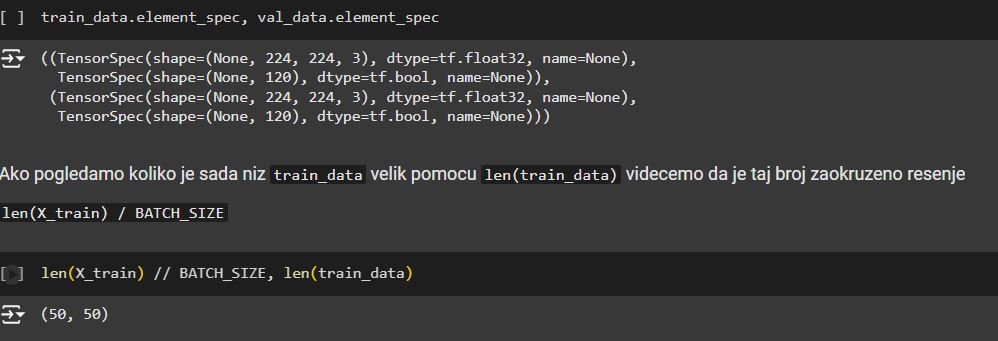 [ ] train_data.element_spec, val_data.element_spec
((TensorSpec(shape=(None, 224, 224, 3), dtype=tf.float32, name=None),
TensorSpec(shape=(None, 120), dtype=tf.bool, name=None)),
(TensorSpec(shape=(None, 224, 224, 3), dtype=tf.float32, name=None),
TensorSpec(shape=(None, 120), dtype=tf.bool, name=None)))
Ako pogledamo koliko je sada niz train_data velik pomocu len(train_data) videcemo da je taj broj zaokruzeno resenje
len(X_train) / BATCH_SIZE
[ ] len(X_train) // BATCH_SIZE, len(train_data)
(50, 50)